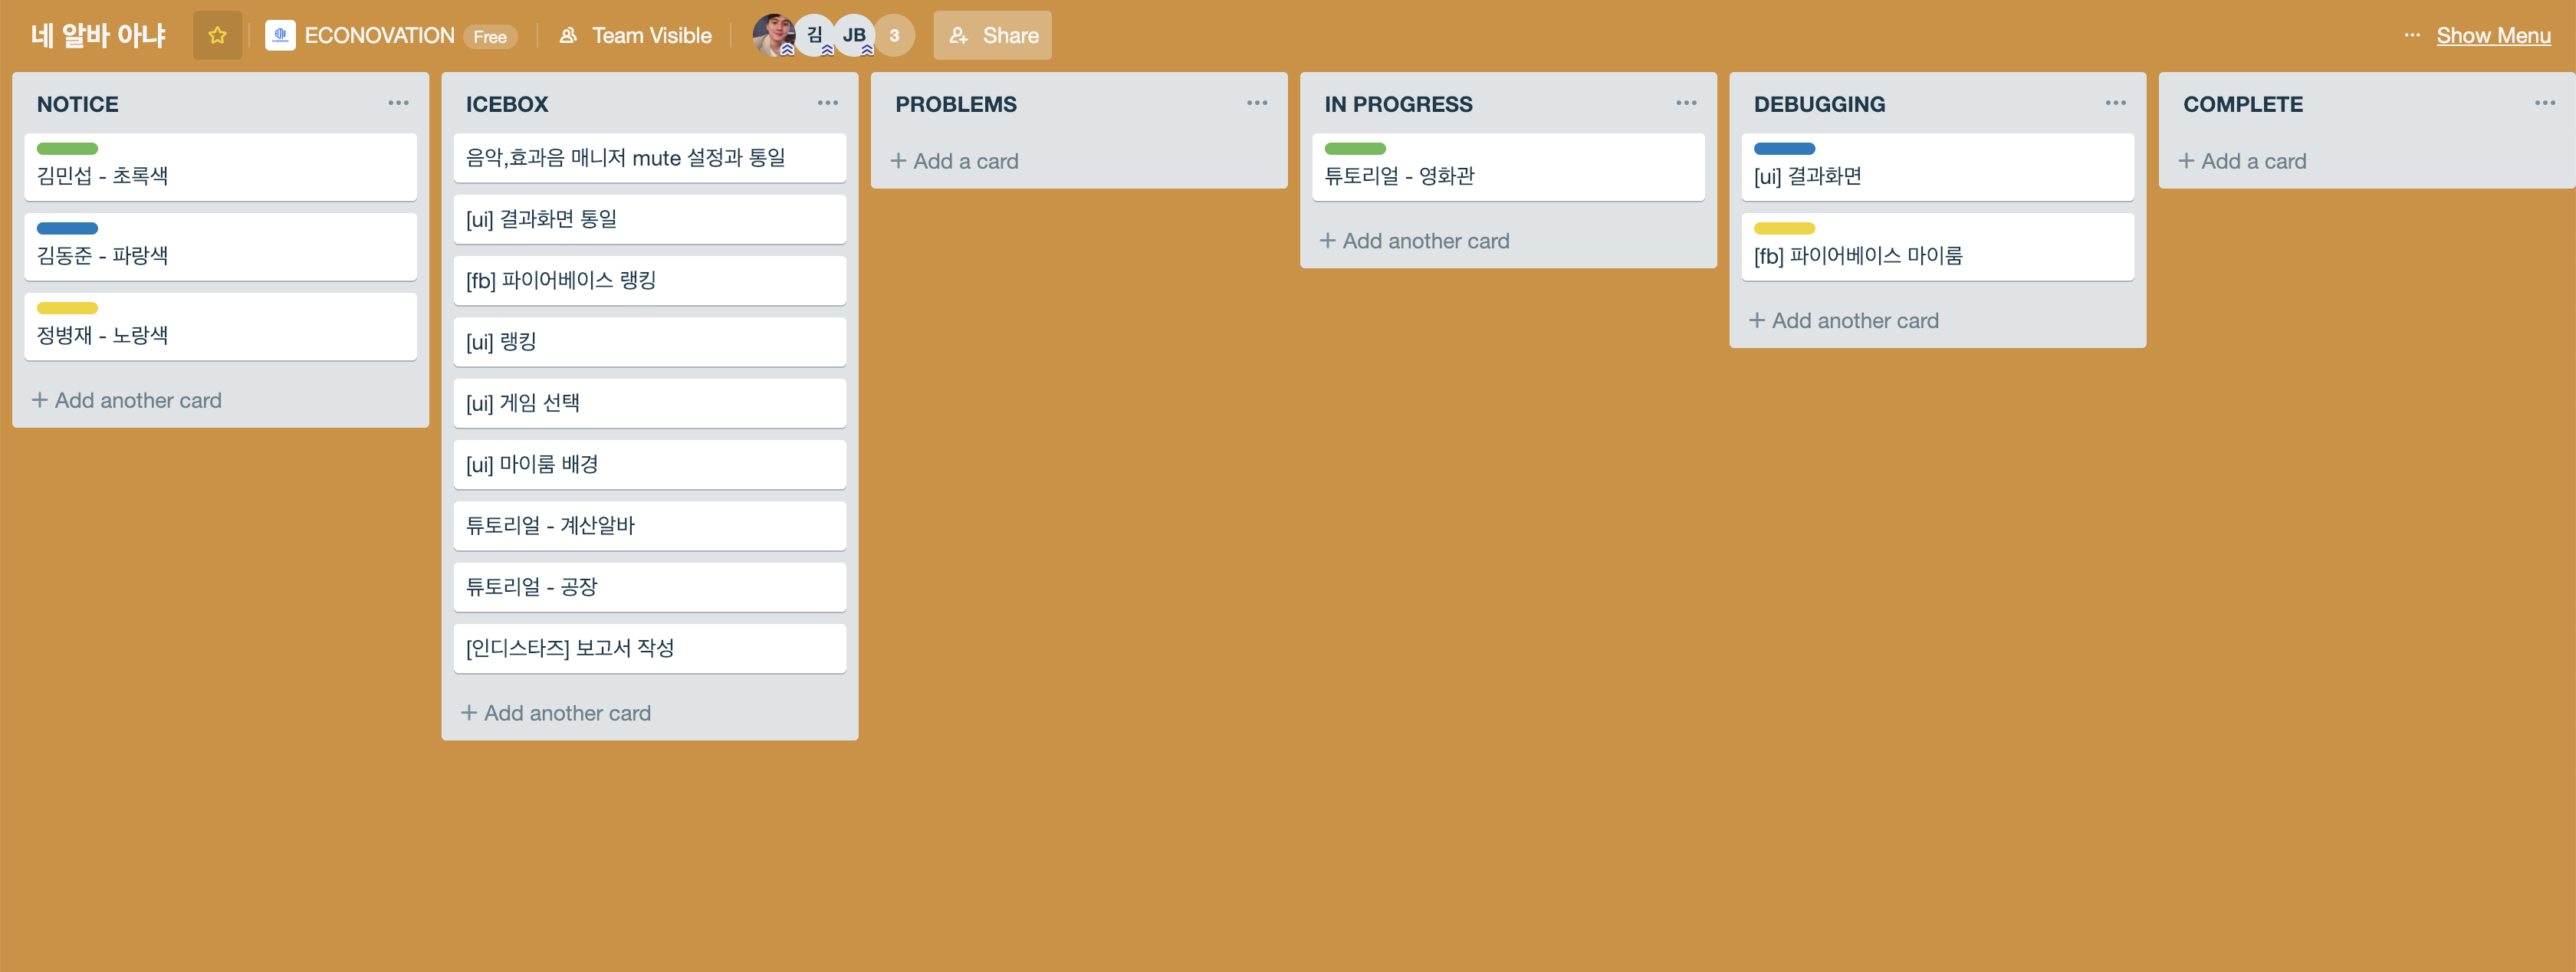 네 알바 아냐
ECONOVATION Free
Team Visible
김
JB
3
Share
··· Show Menu
NOTICE
김민섭 - 초록색
김동준 - 파랑색
정병재 - 노랑색
+ Add another card
ICEBOX
음악,효과음 매니저 mute 설정과 통일
[ui] 결과화면 통일
[fb] 파이어베이스 랭킹
[ui] 랭킹
[ui] 게임 선택
[ui] 마이룸 배경
튜토리얼 - 계산알바
튜토리얼 - 공장
[인디스타즈] 보고서 작성
+ Add another card
PROBLEMS
+ Add a card
IN PROGRESS
튜토리얼 - 영화관
+ Add another card
DEBUGGING
[ui] 결과화면
[fb] 파이어베이스 마이룸
+ Add another card
COMPLETE
+ Add a card